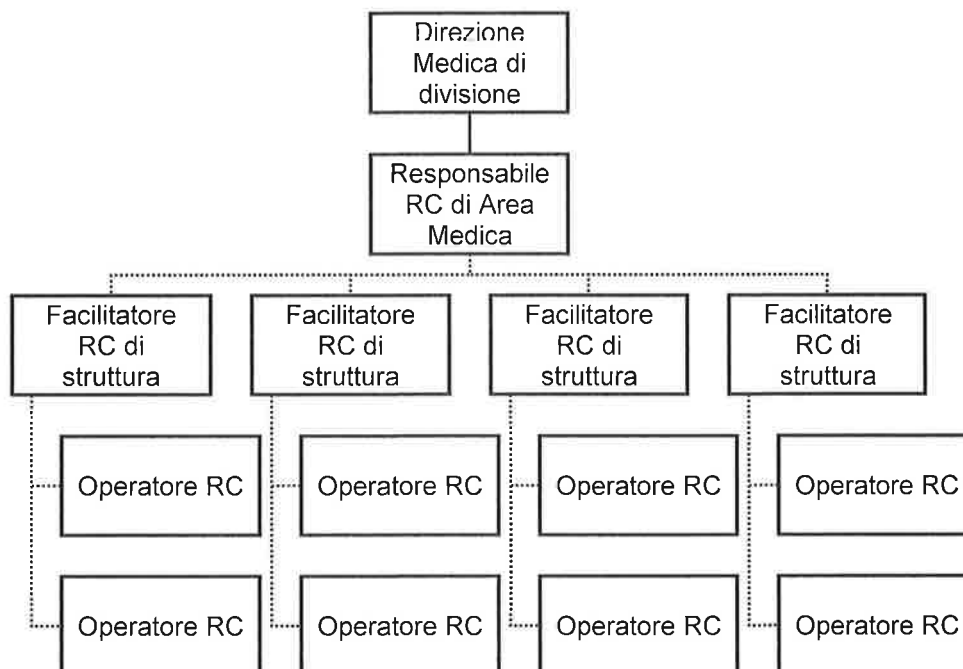 Direzione
Medica di
divisione
Responsabile
RC di Area
Medica
Facilitatore
RC di
struttura
Facilitatore
RC di
struttura
Facilitatore
RC di
struttura
Facilitatore
RC di
struttura
Operatore RC
Operatore RC
Operatore RC
Operatore RC
Operatore RC
Operatore RC
Operatore RC
Operatore RC